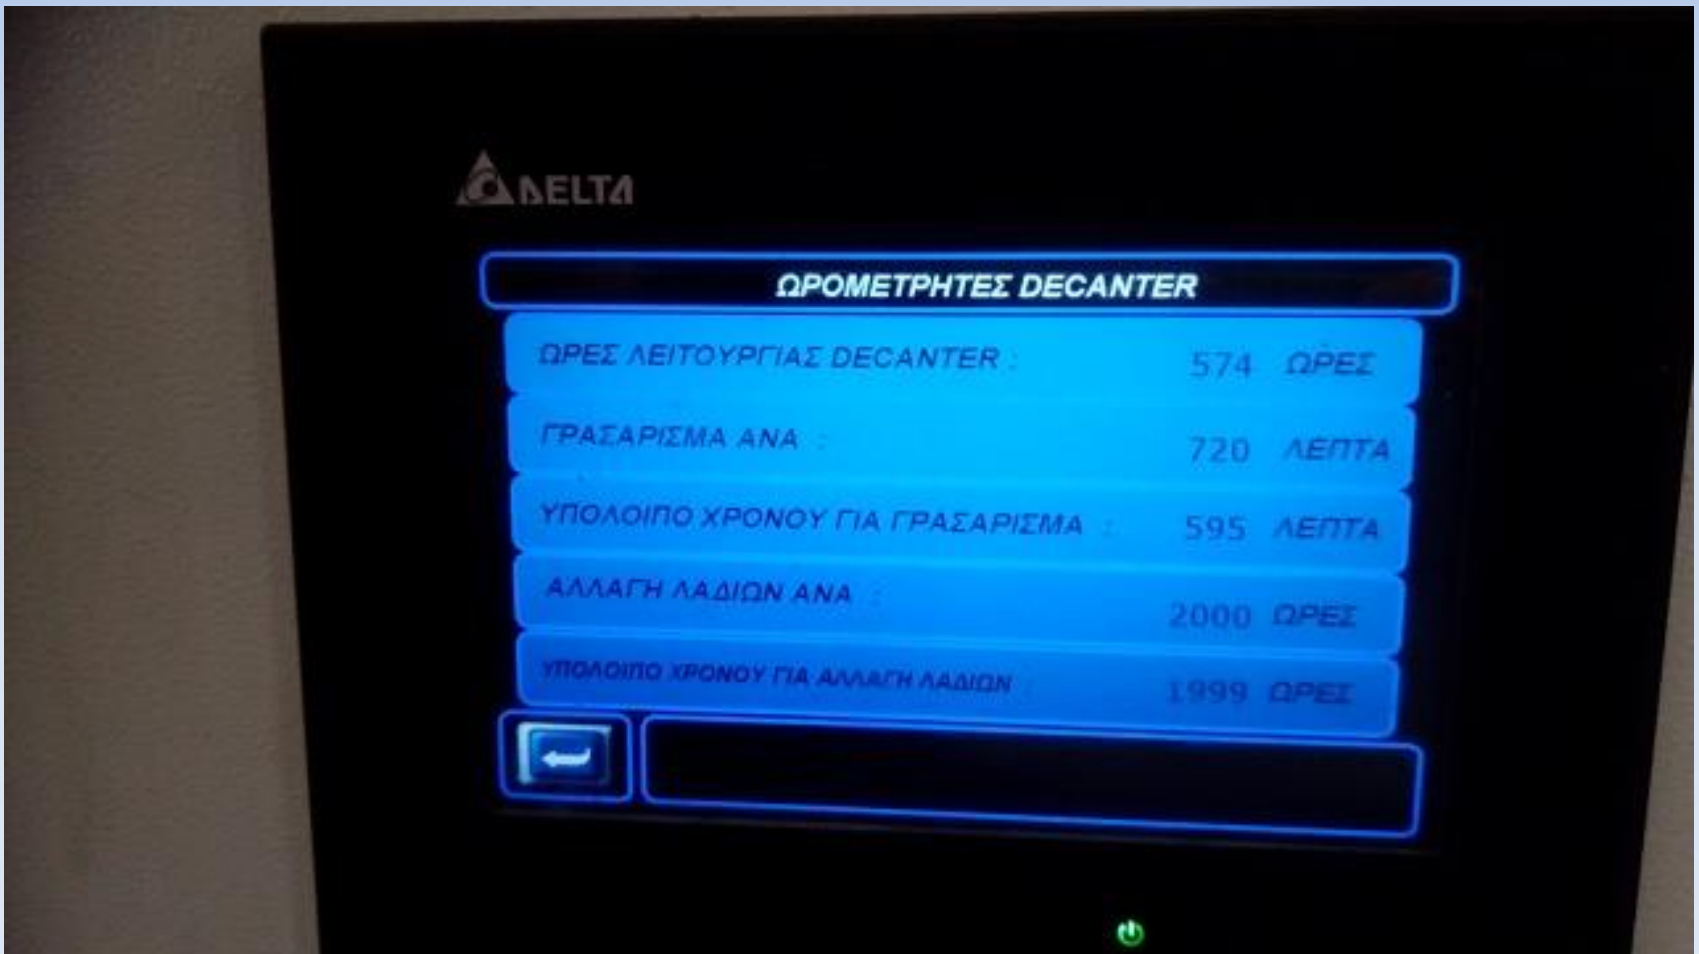 DELTA
ΩΡΟΜΕΤΡΗΤΕΣ DECANTER
ΩΡΕΣ ΛΕΙΤΟΥΡΓΙΑΣ DECANTER : 574 ΩΡΕΣ
ΓΡΑΣΑΡΙΣΜΑ ΑΝΑ : 720 ΛΕΠΤΑ
ΥΠΟΛΟΙΠΟ ΧΡΟΝΟΥ ΓΙΑ ΓΡΑΣΑΡΙΣΜΑ : 595 ΛΕΠΤΑ
ΑΛΛΑΓΗ ΛΑΔΙΩΝ ΑΝΑ : 2000 ΩΡΕΣ
ΥΠΟΛΟΙΠΟ ΧΡΟΝΟΥ ΓΙΑ ΑΛΛΑΓΗ ΛΑΔΙΩΝ : 1999 ΩΡΕΣ